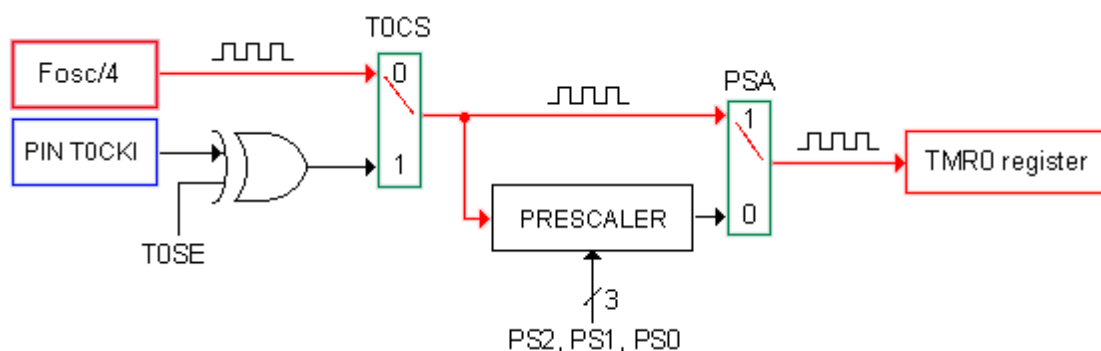 T0CS
Fosc/4
0
PSA
1
PIN T0CKI
1
TMR0 register
PRESCALER
0
T0SE
3
PS2, PS1, PS0